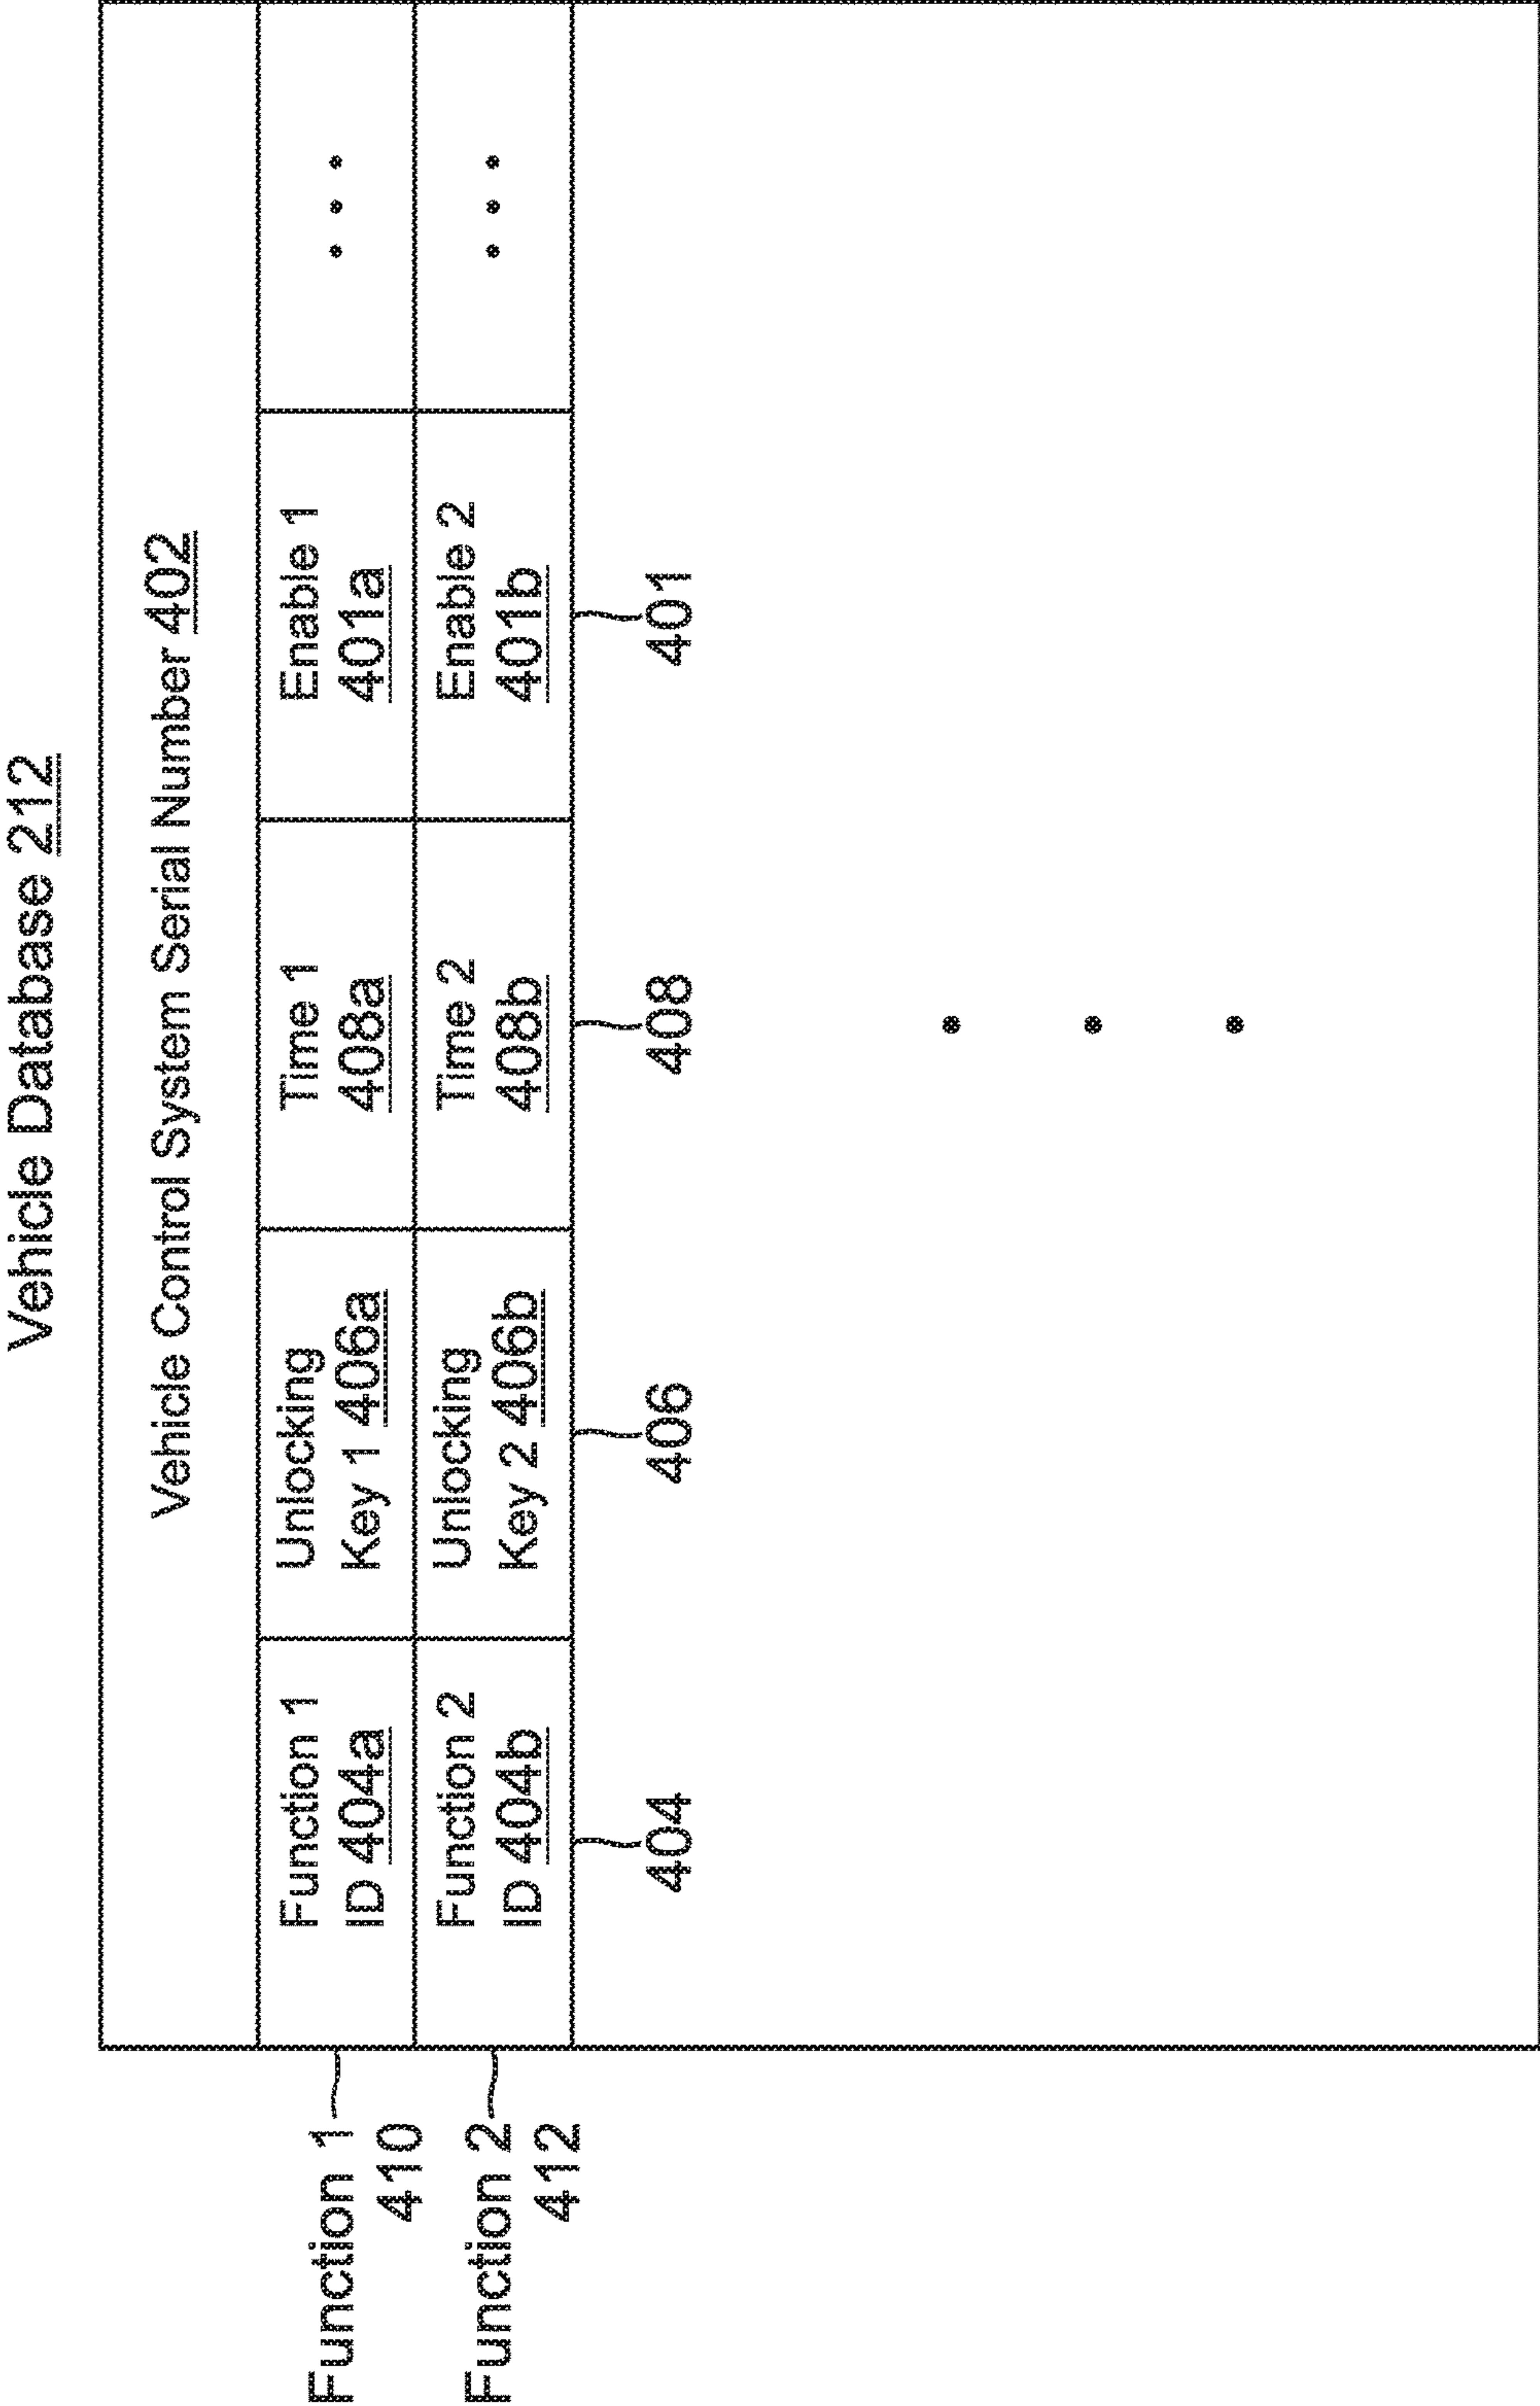 Vehicle Database 212
Vehicle Control System Serial Number 402
Function 1
410
Function 1
ID 404a
Unlocking
Key 1 406a
Time 1
408a
Enable 1
401a
Function 2
412
Function 2
ID 404b
Unlocking
Key 2 406b
Time 2
408b
Enable 2
401b
404
406
408
401